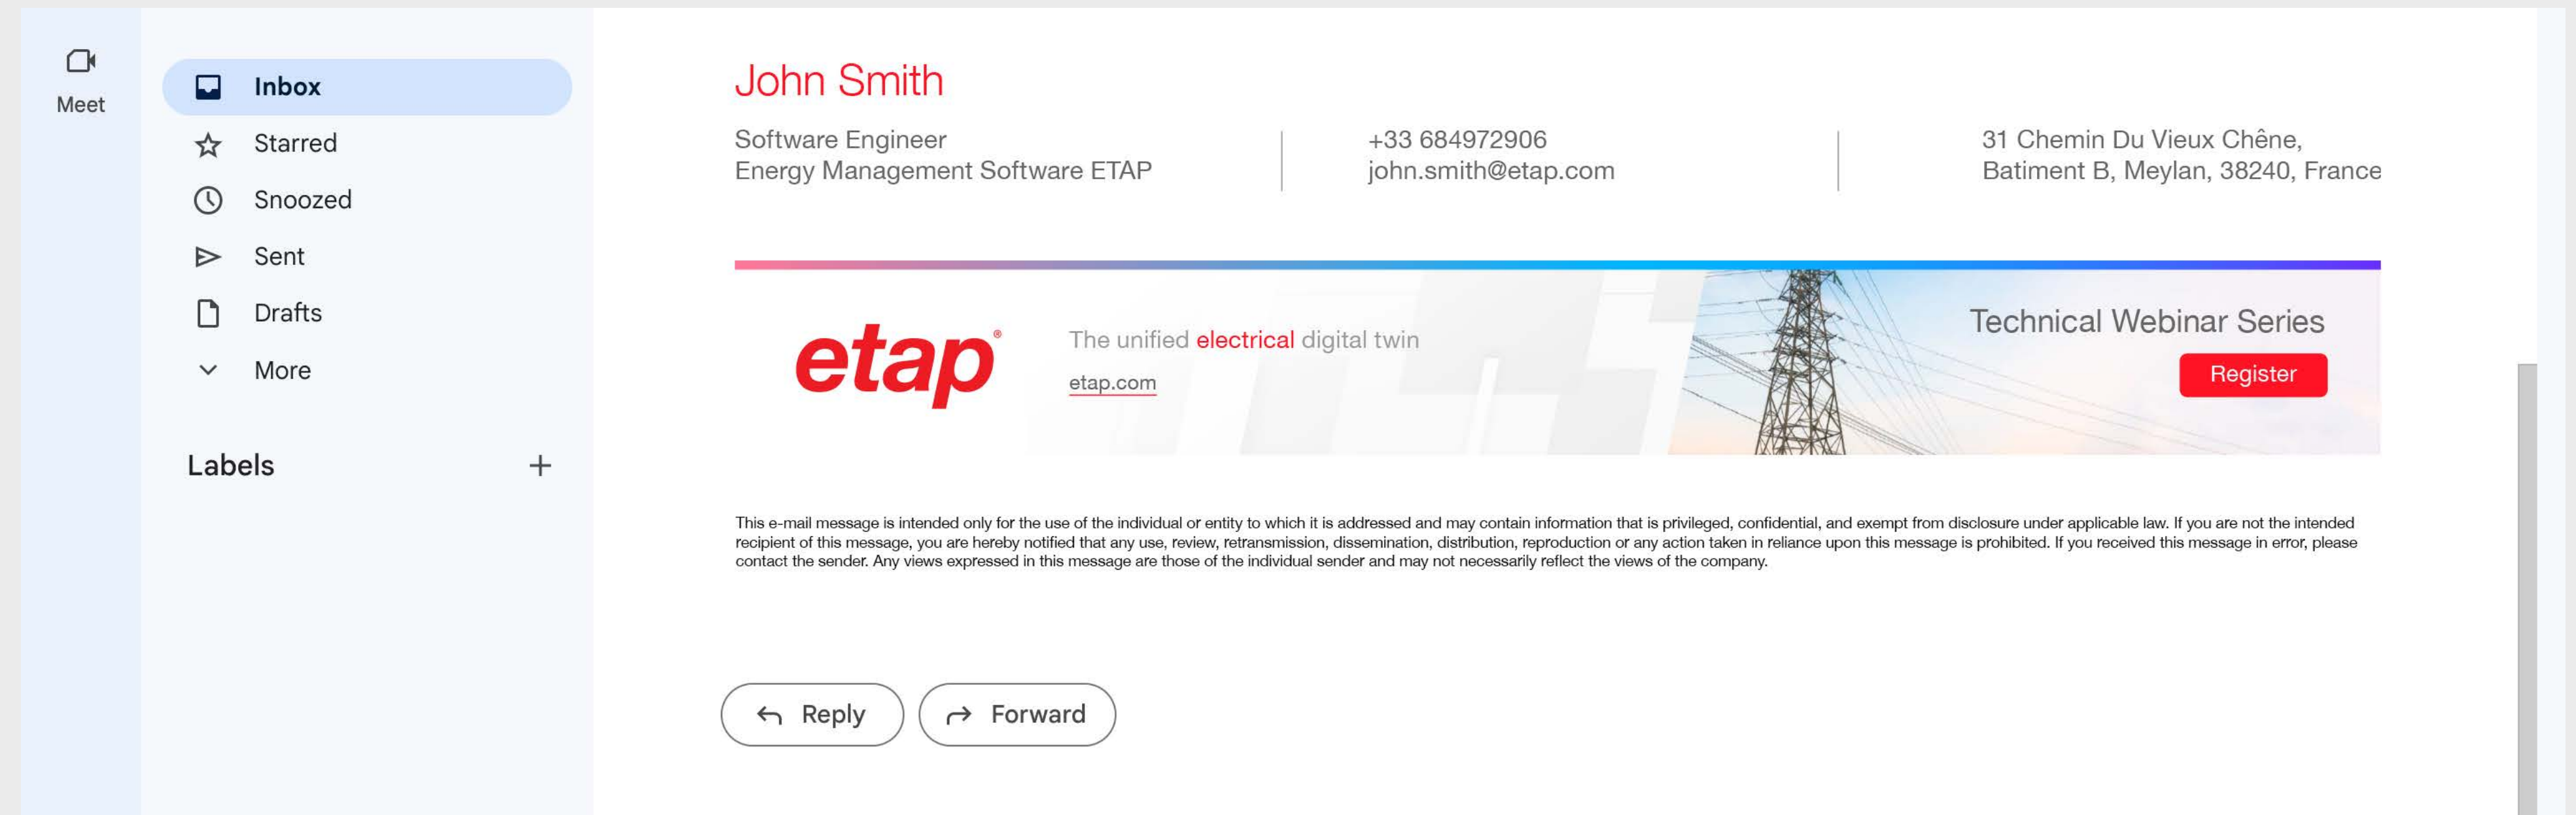 Meet
Inbox
Starred
Snoozed
Sent
Drafts
More
Labels
John Smith
Software Engineer
Energy Management Software ETAP
+33 684972906
john.smith@etap.com
31 Chemin Du Vieux Chêne,
Batiment B, Meylan, 38240, France
etap®
The unified electrical digital twin
etap.com
Technical Webinar Series
Register
This e-mail message is intended only for the use of the individual or entity to which it is addressed and may contain information that is privileged, confidential, and exempt from disclosure under applicable law. If you are not the intended
recipient of this message, you are hereby notified that any use, review, retransmission, dissemination, distribution, reproduction or any action taken in reliance upon this message is prohibited. If you received this message in error, please
contact the sender. Any views expressed in this message are those of the individual sender and may not necessarily reflect the views of the company.
Reply
Forward